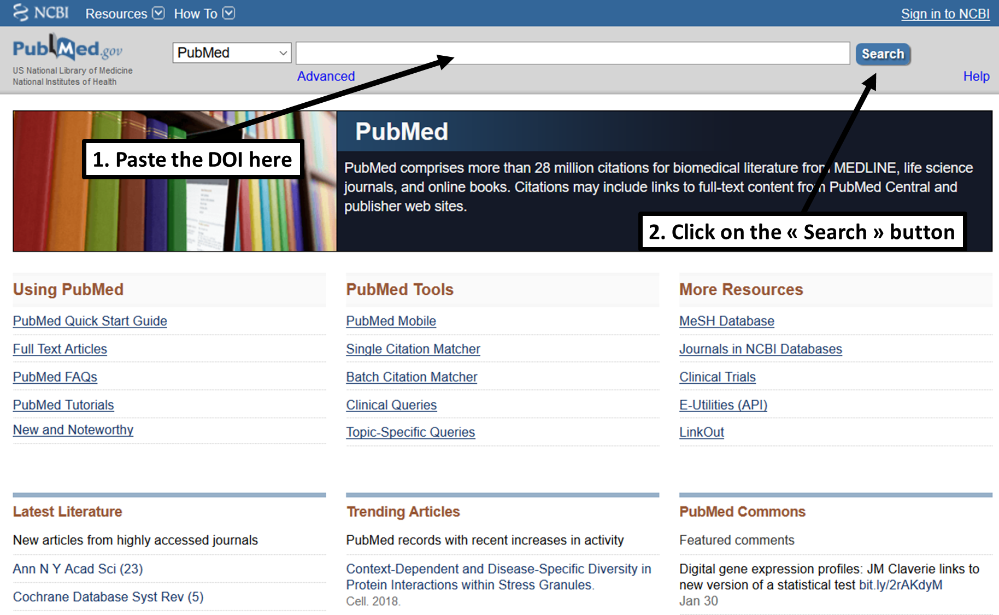 NCBI Resources How To Sign in to NCBI
PubMed.gov
US National Library of Medicine
National Institutes of Health
PubMed
Search
Advanced
Help
1. Paste the DOI here
PubMed
PubMed comprises more than 28 million citations for biomedical literature from MEDLINE, life science
journals, and online books. Citations may include links to full-text content from PubMed Central and
publisher web sites.
2. Click on the « Search » button
Using PubMed
PubMed Quick Start Guide
Full Text Articles
PubMed FAQs
PubMed Tutorials
New and Noteworthy
PubMed Tools
PubMed Mobile
Single Citation Matcher
Batch Citation Matcher
Clinical Queries
Topic-Specific Queries
More Resources
MeSH Database
Journals in NCBI Databases
Clinical Trials
E-Utilities (API)
LinkOut
Latest Literature
New articles from highly accessed journals
Ann N Y Acad Sci (23)
Cochrane Database Syst Rev (5)
Trending Articles
PubMed records with recent increases in activity
Context-Dependent and Disease-Specific Diversity in
Protein Interactions within Stress Granules.
Cell. 2018.
PubMed Commons
Featured comments
Digital gene expression profiles: JM Claverie links to
new version of a statistical test bit.ly/2rAKdyM
Jan 30